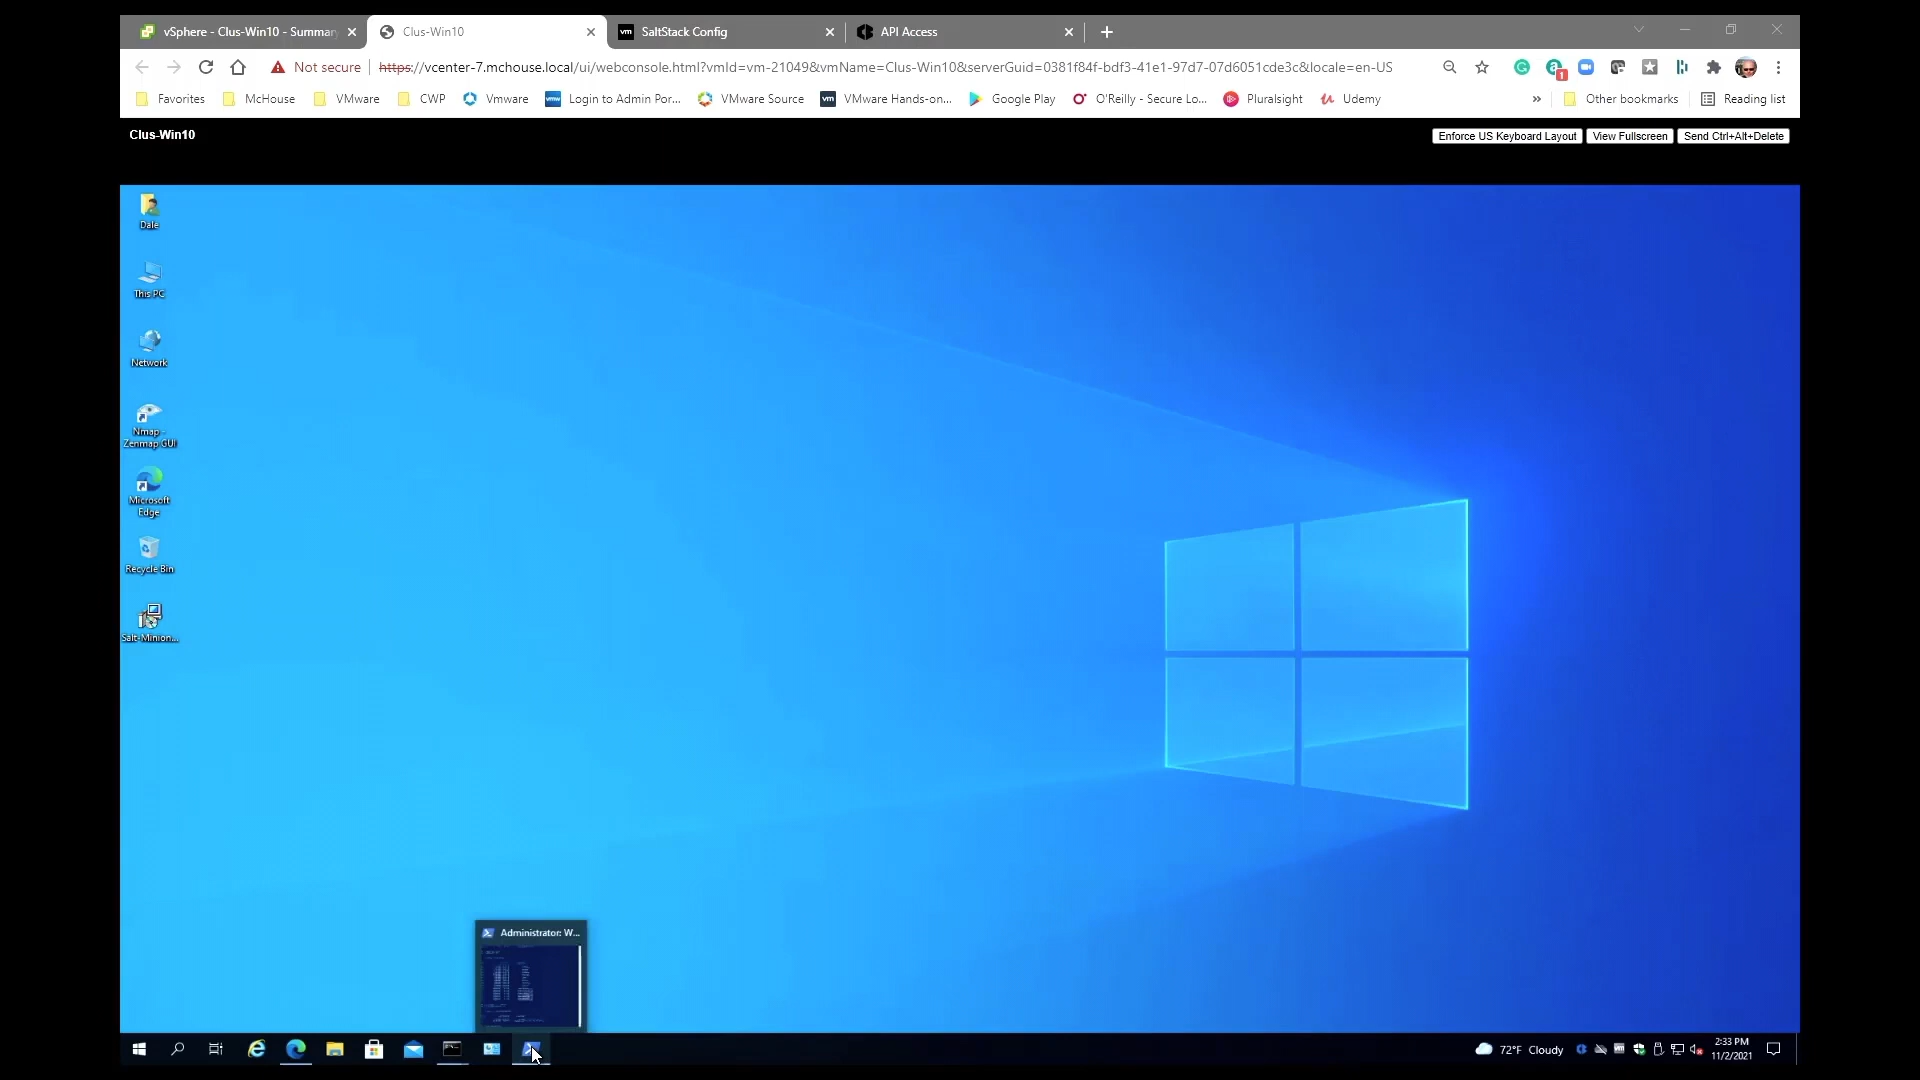 vSphere - Clus-Win10 - Summar
Clus-Win10
SaltStack Config
API Access
Not secure
https://vcenter-7.mchouse.local/ui/webconsole.html?vmId=vm-21049&vmName=Clus-Win10&serverGuid=0381f84f-bdf3-41e1-97d7-07d6051cde3c&locale=en-US
Favorites
McHouse
VMware
CWP
Vmware
Login to Admin Por...
VMware Source
VMware Hands-on...
Google Play
O'Reilly - Secure Lo...
Pluralsight
Udemy
»
Other bookmarks
Reading list
Clus-Win10
Enforce US Keyboard Layout
View Fullscreen
Send Ctrl+Alt+Delete
Dale
This PC
Network
Nmap -
Zenmap GUI
Microsoft
Edge
Recycle Bin
Salt-Minion...
Administrator: W...
72°F Cloudy
2:33 PM
11/2/2021